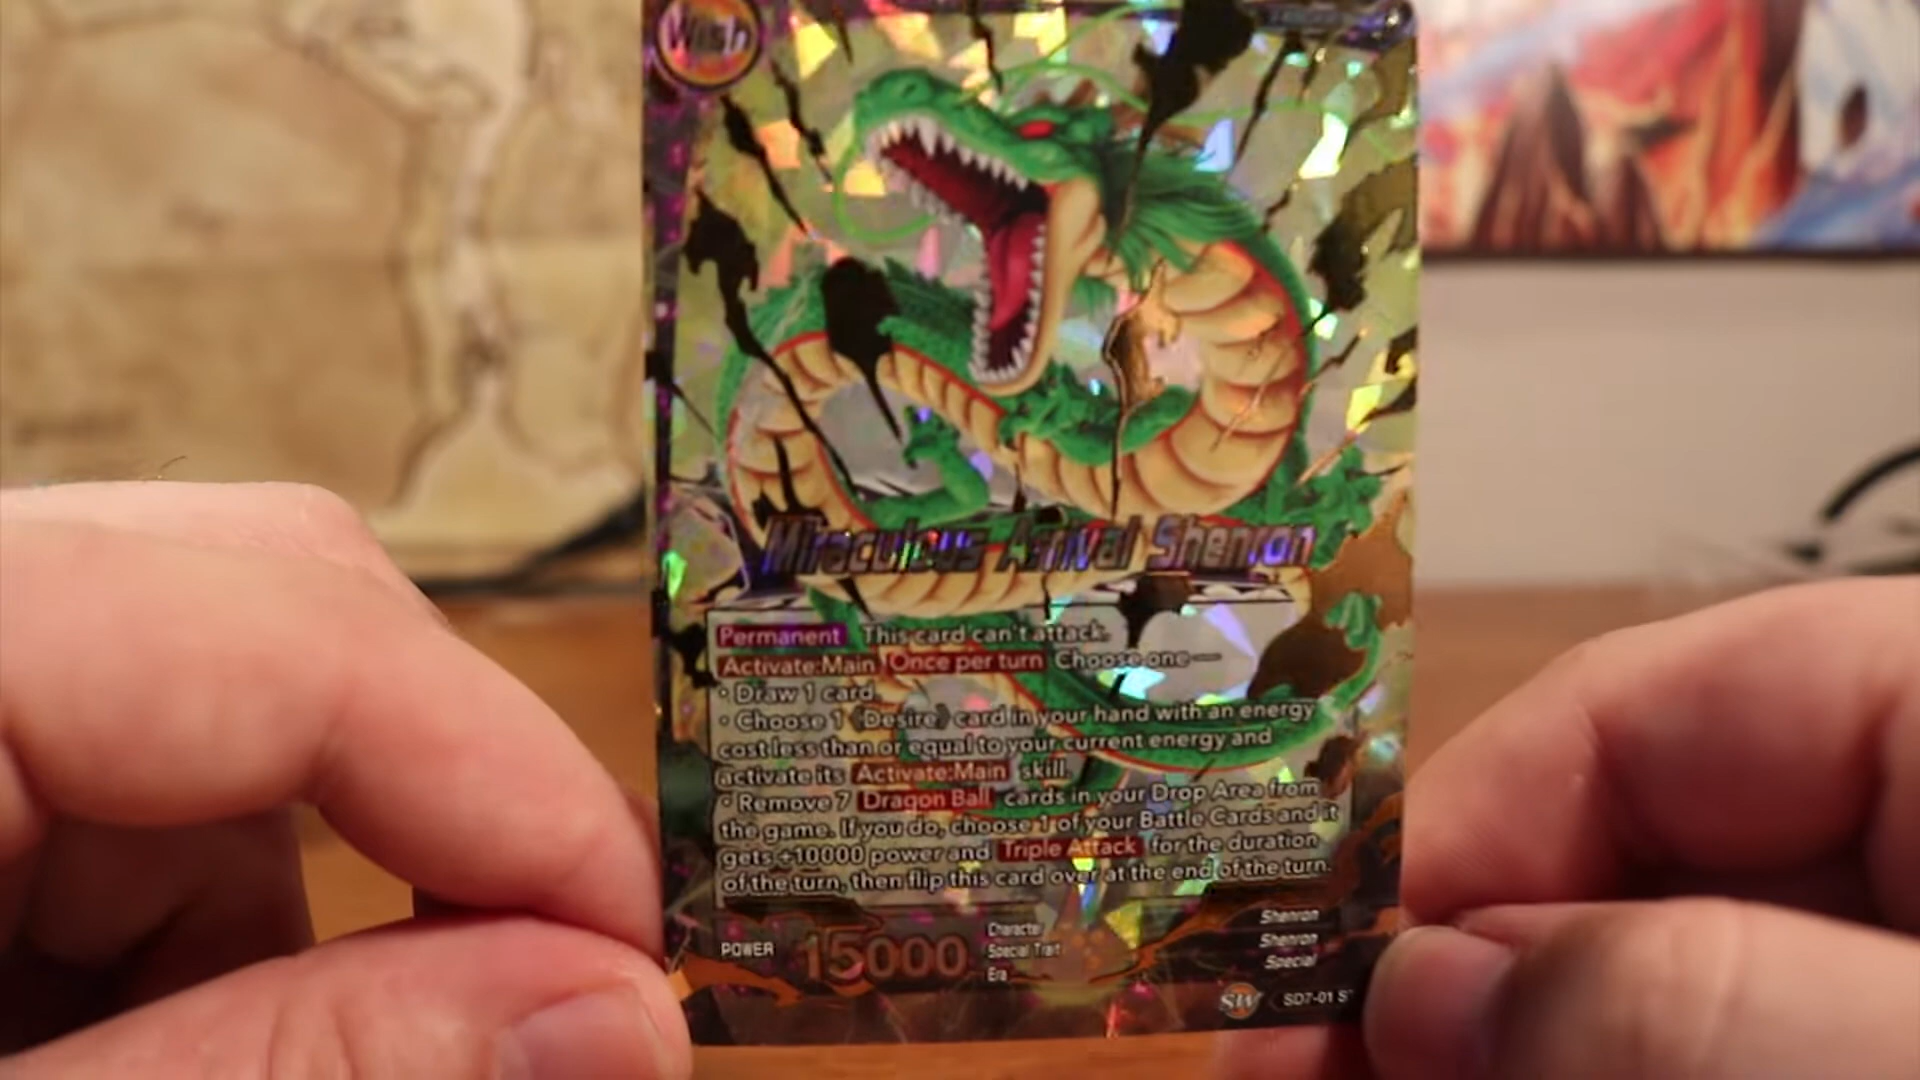 Wish
Miraculous Arrival Shenron
Permanent This card can't attack.
Activate:Main Once per turn Choose one—
• Draw 1 card.
• Choose 1 《Desire》 card in your hand with an energy
cost less than or equal to your current energy and
activate its Activate:Main skill.
• Remove 7 Dragon Ball cards in your Drop Area from
the game. If you do, choose 1 of your Battle Cards and it
gets +10000 power and Triple Attack for the duration
of the turn, then flip this card over at the end of the turn.
POWER 15000
Character Shenron
Special Trait Shenron
Era Special
SW SD7-01 ST